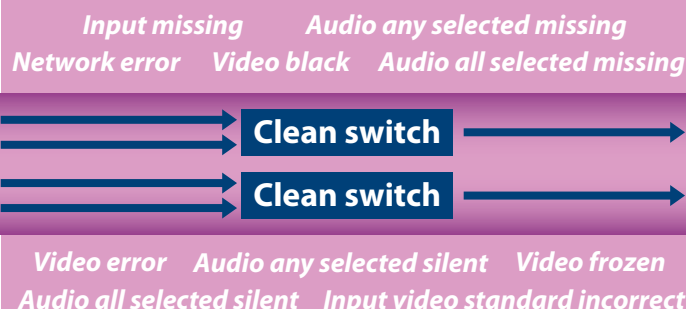 Input missing Audio any selected missing
Network error Video black Audio all selected missing
Clean switch
Clean switch
Video error Audio any selected silent Video frozen
Audio all selected silent Input video standard incorrect